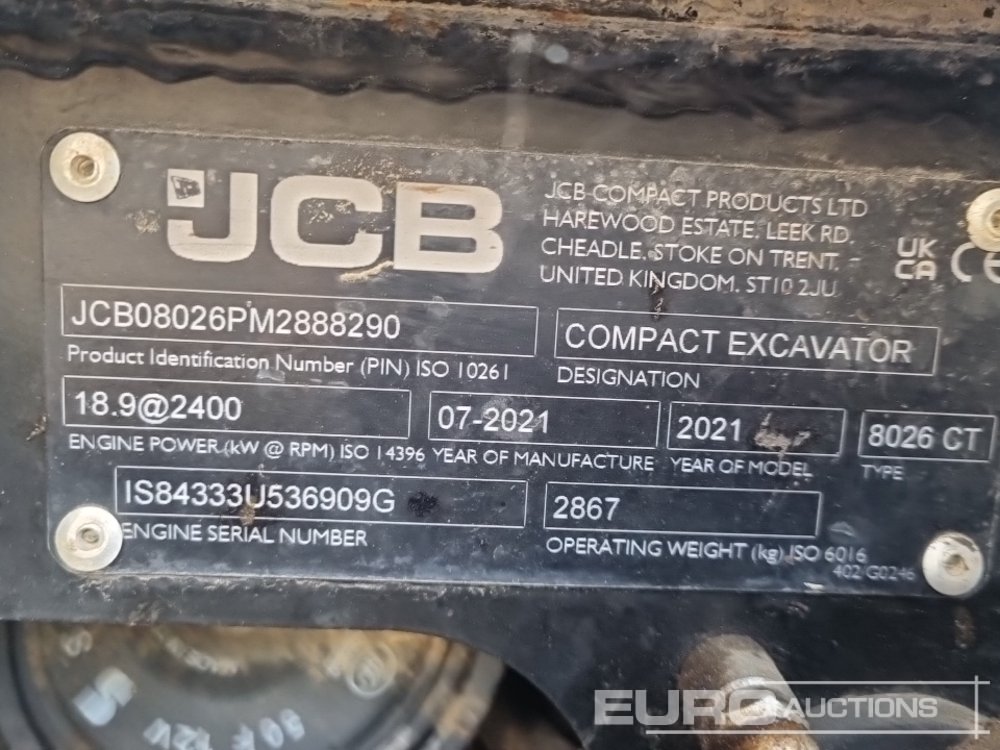 JCB
JCB COMPACT PRODUCTS LTD
HAREWOOD ESTATE, LEEK RD,
CHEADLE, STOKE ON TRENT,
UNITED KINGDOM. ST10 2JU
UK
CA
CE
JCB08026PM2888290
Product Identification Number (PIN) ISO 10261
COMPACT EXCAVATOR
DESIGNATION
18.9@2400
ENGINE POWER (kW @ RPM) ISO 14396
07-2021
YEAR OF MANUFACTURE
2021
YEAR OF MODEL
8026 CT
TYPE
IS84333U536909G
ENGINE SERIAL NUMBER
2867
OPERATING WEIGHT (kg) ISO 6016
402/G0246
MADE IN
12V
EURO AUCTIONS